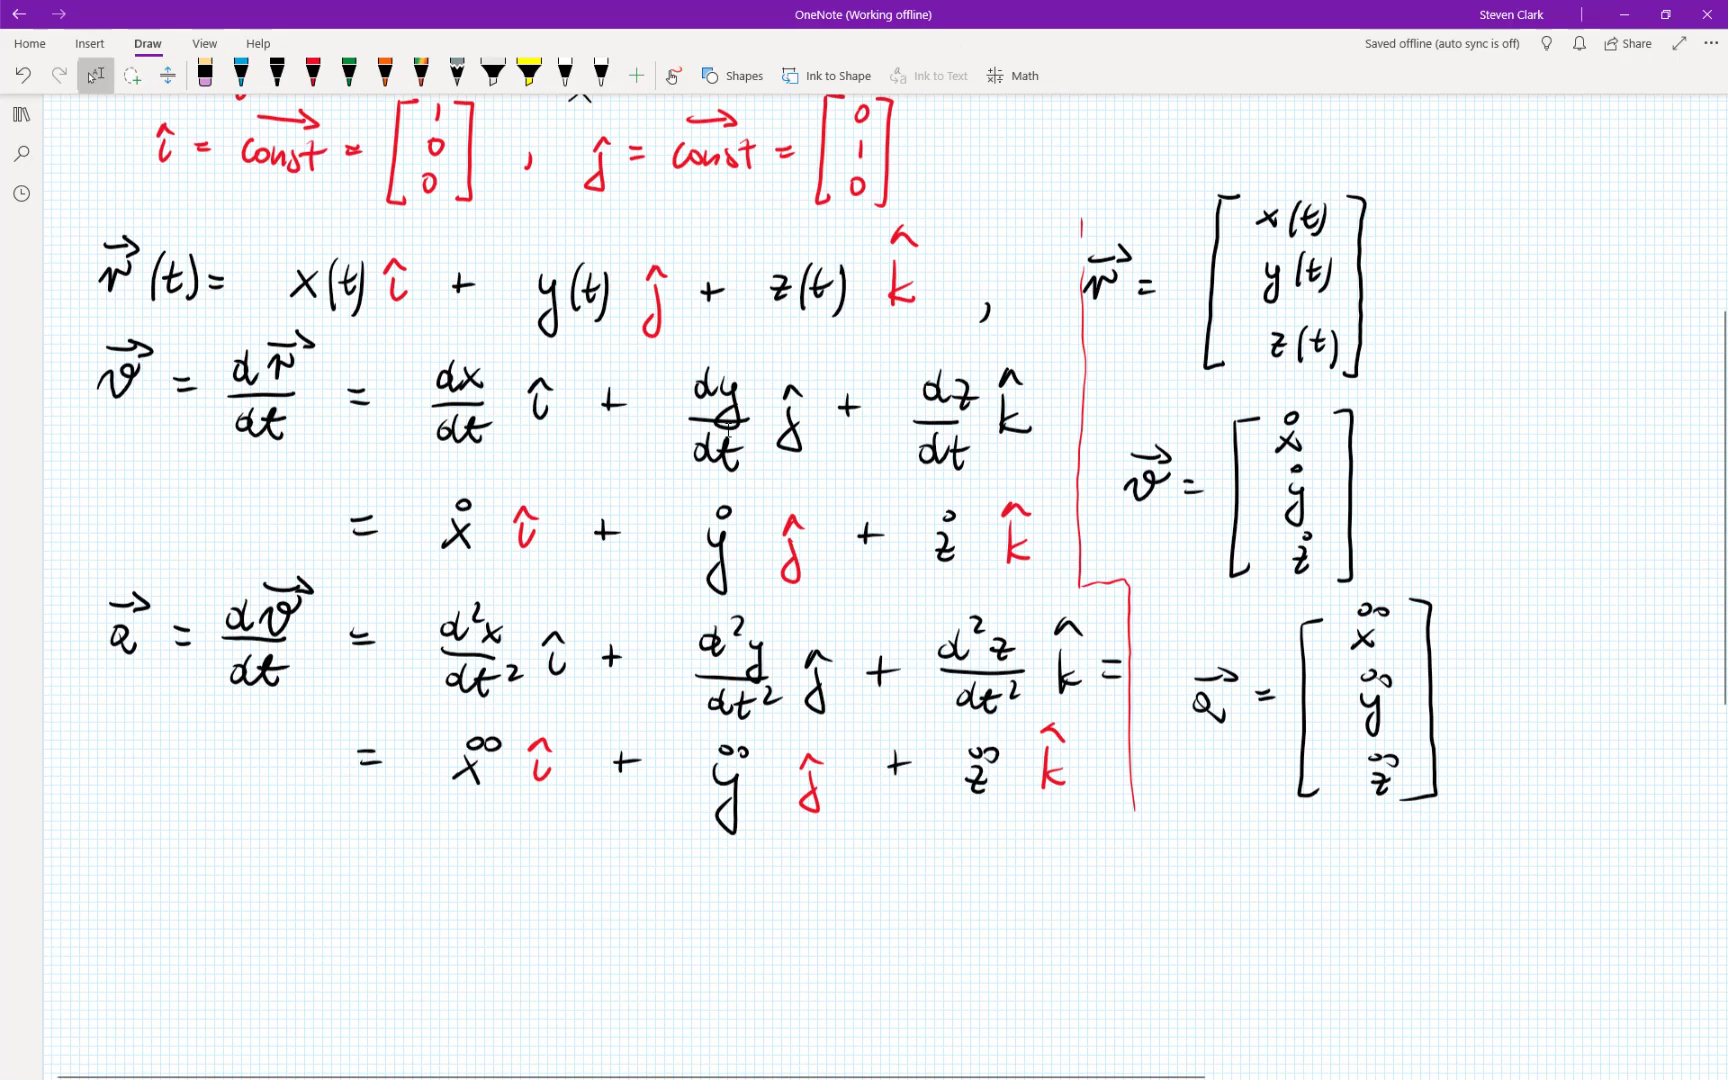 OneNote (Working offline)
Steven Clark
Home Insert Draw View Help
Saved offline (auto sync is off)
Share
Shapes
Ink to Shape
Ink to Text
Math
î = const⃗ = [1 0 0] , ĵ = const⃗ = [0 1 0]
r⃗(t) = x(t) î + y(t) ĵ + z(t) k̂ ,
r⃗ = [x(t) y(t) z(t)]
v⃗ = dr⃗/dt = dx/dt î + dy/dt ĵ + dz/dt k̂
= ẋ î + ẏ ĵ + ż k̂
v⃗ = [ẋ ẏ ż]
a⃗ = dv⃗/dt = d²x/dt² î + d²y/dt² ĵ + d²z/dt² k̂ =
= ẍ î + ÿ ĵ + z̈ k̂
a⃗ = [ẍ ÿ z̈]